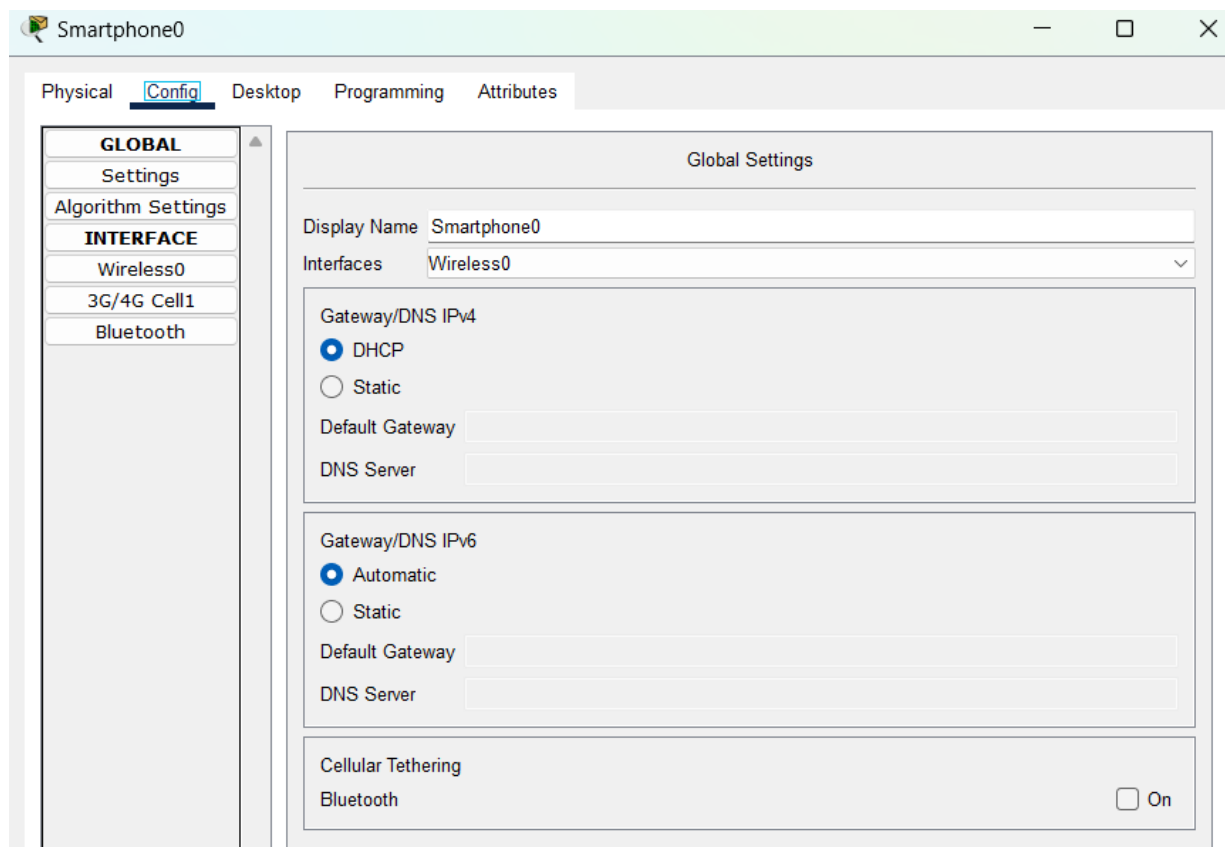 Smartphone0
Physical Config Desktop Programming Attributes
GLOBAL
Settings
Algorithm Settings
INTERFACE
Wireless0
3G/4G Cell1
Bluetooth
Global Settings
Display Name Smartphone0
Interfaces Wireless0
Gateway/DNS IPv4
DHCP
Static
Default Gateway
DNS Server
Gateway/DNS IPv6
Automatic
Static
Default Gateway
DNS Server
Cellular Tethering
Bluetooth On